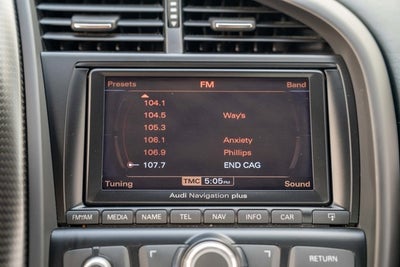 Presets FM Band
104.1
104.5 Way's
105.3
106.1 Anxiety
106.9 Phillips
107.7 END CAG
Tuning TMC 5:05PM Sound
Audi Navigation plus
FM/AM MEDIA NAME TEL NAV INFO CAR
RETURN